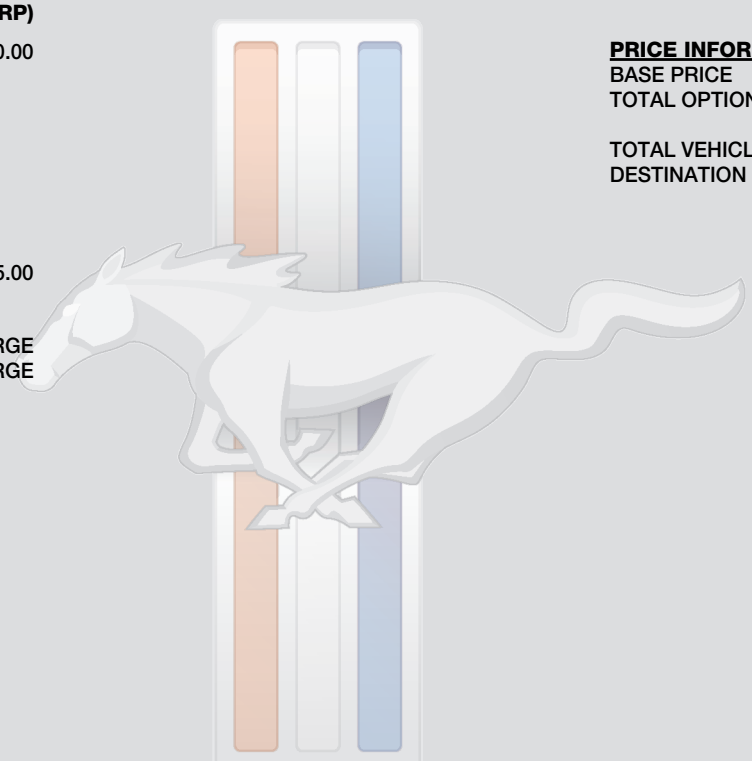 RP)
0.00
5.00
RGE
RGE
PRICE INFOR
BASE PRICE
TOTAL OPTION
TOTAL VEHICL
DESTINATION